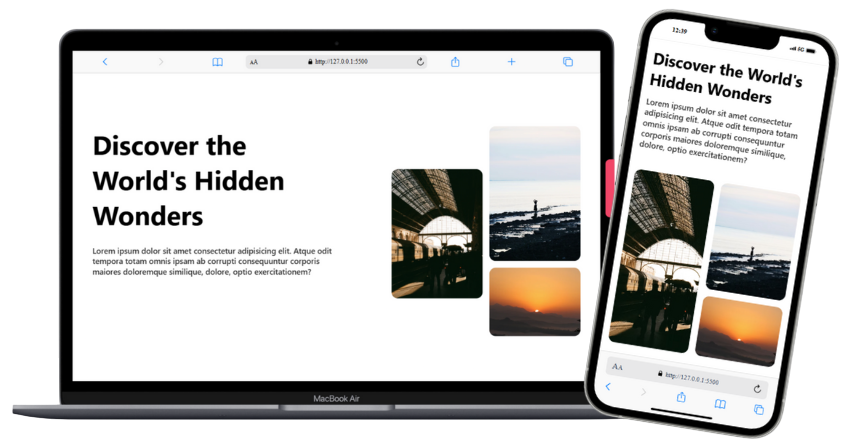 AA http://127.0.0.1:5500
Discover the
World's Hidden
Wonders
Lorem ipsum dolor sit amet consectetur adipisicing elit. Atque odit
tempora totam omnis ipsam ab corrupti consequuntur corporis
maiores doloremque similique, dolore, optio exercitationem?
MacBook Air
12:39
5G
Discover the World's
Hidden Wonders
Lorem ipsum dolor sit amet consectetur
adipisicing elit. Atque odit tempora totam
omnis ipsam ab corrupti consequuntur
corporis maiores doloremque similique,
dolore, optio exercitationem?
AA http://127.0.0.1:5500